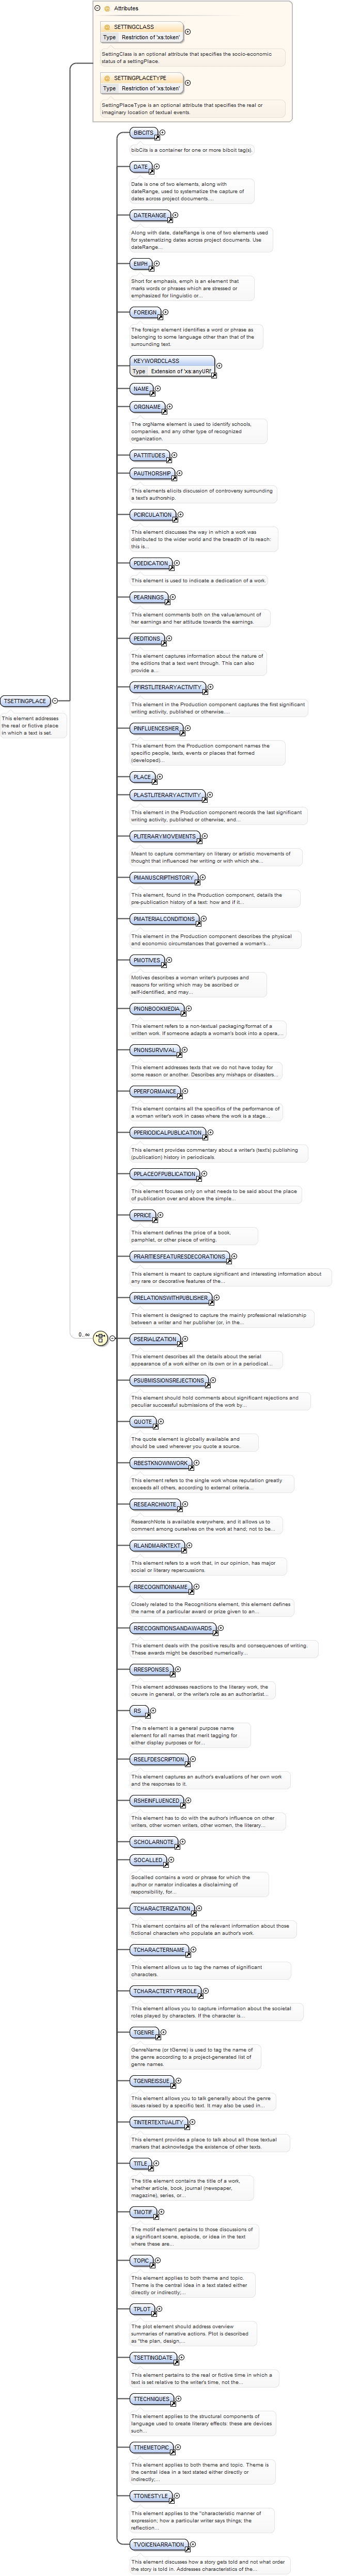 Attributes
SETTINGCLASS
Type Restriction of 'xs:token'
SettingClass is an optional attribute that specifies the socio-economic
status of a settingPlace.
SETTINGPLACETYPE
Type Restriction of 'xs:token'
SettingPlaceType is an optional attribute that specifies the real or
imaginary location of textual events.
BIBCITS
bibCits is a container for one or more bibcit tag(s).
DATE
Date is one of two elements, along with
dateRange, used to systematize the capture of
dates across project documents....
DATERANGE
Along with date, dateRange is one of two elements used
for systematizing dates across project documents. Use
dateRange...
EMPH
Short for emphasis, emph is an element that
marks words or phrases which are stressed or
emphasized for linguistic or...
FOREIGN
The foreign element identifies a word or phrase as
belonging to some language other than that of the
surrounding text.
KEYWORDCLASS
Type Extension of 'xs:anyURI'
NAME
ORGNAME
The orgName element is used to identify schools,
companies, and any other type of recognized
organization.
PATTITUDES
PAUTHORSHIP
This elements elicits discussion of controversy surrounding
a text's authorship.
PCIRCULATION
This element discusses the way in which a work was
distributed to the wider world and the breadth of its reach:
this is...
PDEDICATION
This element is used to indicate a dedication of a work.
PEARNINGS
This element comments both on the value/amount of
her earnings and her attitude towards the earnings.
PEDITIONS
This element captures information about the nature of
the editions that a text went through. This can also
provide a...
PFIRSTLITERARYACTIVITY
This element in the Production component captures the first significant
writing activity, published or otherwise....
PINFLUENCESHER
This element from the Production component names the
specific people, texts, events or places that formed
(developed)...
TSETTINGPLACE
This element addresses
the real or fictive place
in which a text is set.
PLACE
PLASTLITERARYACTIVITY
This element in the Production component records the last significant
writing activity, published or otherwise, and...
PLITERARYMOVEMENTS
Meant to capture commentary on literary or artistic movements of
thought that influenced her writing or with which she...
PMANUSCRIPTHISTORY
This element, found in the Production component, details the
pre-publication history of a text: how and if it...
PMATERIALCONDITIONS
This element in the Production component describes the physical
and economic circumstances that governed a woman's...
PMOTIVES
Motives describes a woman writer's purposes and
reasons for writing which may be ascribed or
self-identified, and may...
PNONBOOKMEDIA
This element refers to a non-textual packaging/format of a
written work. If someone adapts a woman's book into a opera,...
PNONSURVIVAL
This element addresses texts that we do not have today for
some reason or another. Describes any mishaps or disasters...
PPERFORMANCE
This element contains all the specifics of the performance of
a woman writer's work in cases where the work is a stage...
PPERIODICALPUBLICATION
This element provides commentary about a writer's (text's) publishing
(publication) history in periodicals.
PPLACEOFPUBLICATION
This element focuses only on what needs to be said about the place
of publication over and above the simple...
PPRICE
This element defines the price of a book,
pamphlet, or other piece of writing.
PRARITIESFEATURESDECORATIONS
This element is meant to capture significant and interesting information about
any rare or decorative features of the...
PRELATIONSWITHPUBLISHER
This element is designed to capture the mainly professional relationship
between a writer and her publisher (or, in the...
0..∞
PSERIALIZATION
This element describes all the details about the serial
appearance of a work either on its own or in a periodical...
PSUBMISSIONSREJECTIONS
This element should hold comments about significant rejections and
peculiar successful submissions of the work by...
QUOTE
The quote element is globally available and
should be used wherever you quote a source.
RBESTKNOWNWORK
This element refers to the single work whose reputation greatly
exceeds all others, according to external criteria...
RESEARCHNOTE
ResearchNote is available everywhere, and it allows us to
comment among ourselves on the work at hand; not to be...
RLANDMARKTEXT
This element refers to a work that, in our opinion, has major
social or literary repercussions.
RRECOGNITIONNAME
Closely related to the Recognitions element, this element defines
the name of a particular award or prize given to an...
RRECOGNITIONSANDAWARDS
This element deals with the positive results and consequences of writing.
These awards might be described numerically...
RRESPONSES
This element addresses reactions to the literary work, the
oeuvre in general, or the writer's role as an author/artist...
RS
The rs element is a general purpose name
element for all names that merit tagging for
either display purposes or for...
RSELFDESCRIPTION
This element captures an author's evaluations of her own work
and the responses to it.
RSHEINFLUENCED
This element has to do with the author's influence on other
writers, other women writers, other women, the literary...
SCHOLARNOTE
SOCALLED
Socalled contains a word or phrase for which the
author or narrator indicates a disclaiming of
responsibility, for...
TCHARACTERIZATION
This element contains all of the relevant information about those
fictional characters who populate an author's work.
TCHARACTERNAME
This element allows us to tag the names of significant
characters.
TCHARACTERTYPEROLE
This element allows you to capture information about the societal
roles played by characters. If the character is...
TGENRE
GenreName (or tGenre) is used to tag the name of
the genre according to a project-generated list of
genre names.
TGENREISSUE
This element allows you to talk generally about the genre
issues raised by a specific text. It may also be used in...
TINTERTEXTUALITY
This element provides a place to talk about all those textual
markers that acknowledge the existence of other texts.
TITLE
The title element contains the title of a work,
whether article, book, journal (newspaper,
magazine), series, or...
TMOTIF
The motif element pertains to those discussions of
a significant scene, episode, or idea in the text
where these are...
TOPIC
This element applies to both theme and topic.
Theme is the central idea in a text stated either
directly or indirectly;...
TPLOT
The plot element should address overview
summaries of narrative actions. Plot is described
as "the plan, design,...
TSETTINGDATE
This element pertains to the real or fictive time in which a
text is set relative to the writer's time, not the...
TTECHNIQUES
This element applies to the structural components of
language used to create literary effects: these are devices
such...
TTHEMETOPIC
This element applies to both theme and topic. Theme is
the central idea in a text stated either directly or
indirectly;...
TTONESTYLE
This element applies to the "characteristic manner of
expression; how a particular writer says things; the
reflection...
TVOICENARRATION
This element discusses how a story gets told and not what order
the story is told in. Addresses characteristics of the...